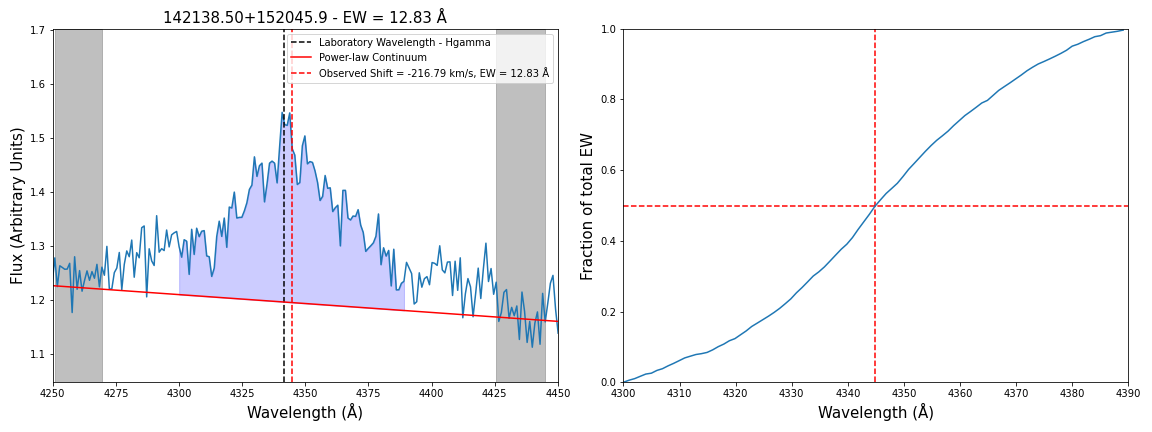 142138.50+152045.9 - EW = 12.83 Å
Flux (Arbitrary Units)
1.7
1.6
1.5
1.4
1.3
1.2
1.1
Laboratory Wavelength - Hgamma
Power-law Continuum
Observed Shift = -216.79 km/s, EW = 12.83 Å
4250 4275 4300 4325 4350 4375 4400 4425 4450
Wavelength (Å)
Fraction of total EW
1.0
0.8
0.6
0.4
0.2
0.0
4300 4310 4320 4330 4340 4350 4360 4370 4380 4390
Wavelength (Å)